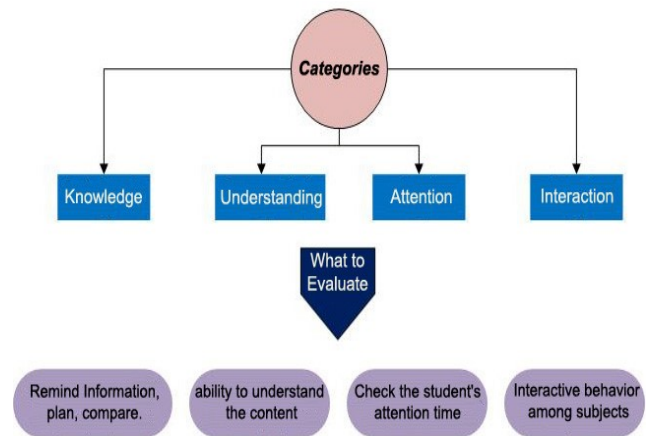 Categories
Knowledge
Understanding
Attention
Interaction
What to
Evaluate
Remind Information,
plan, compare.
ability to understand
the content
Check the student's
attention time
Interactive behavior
among subjects